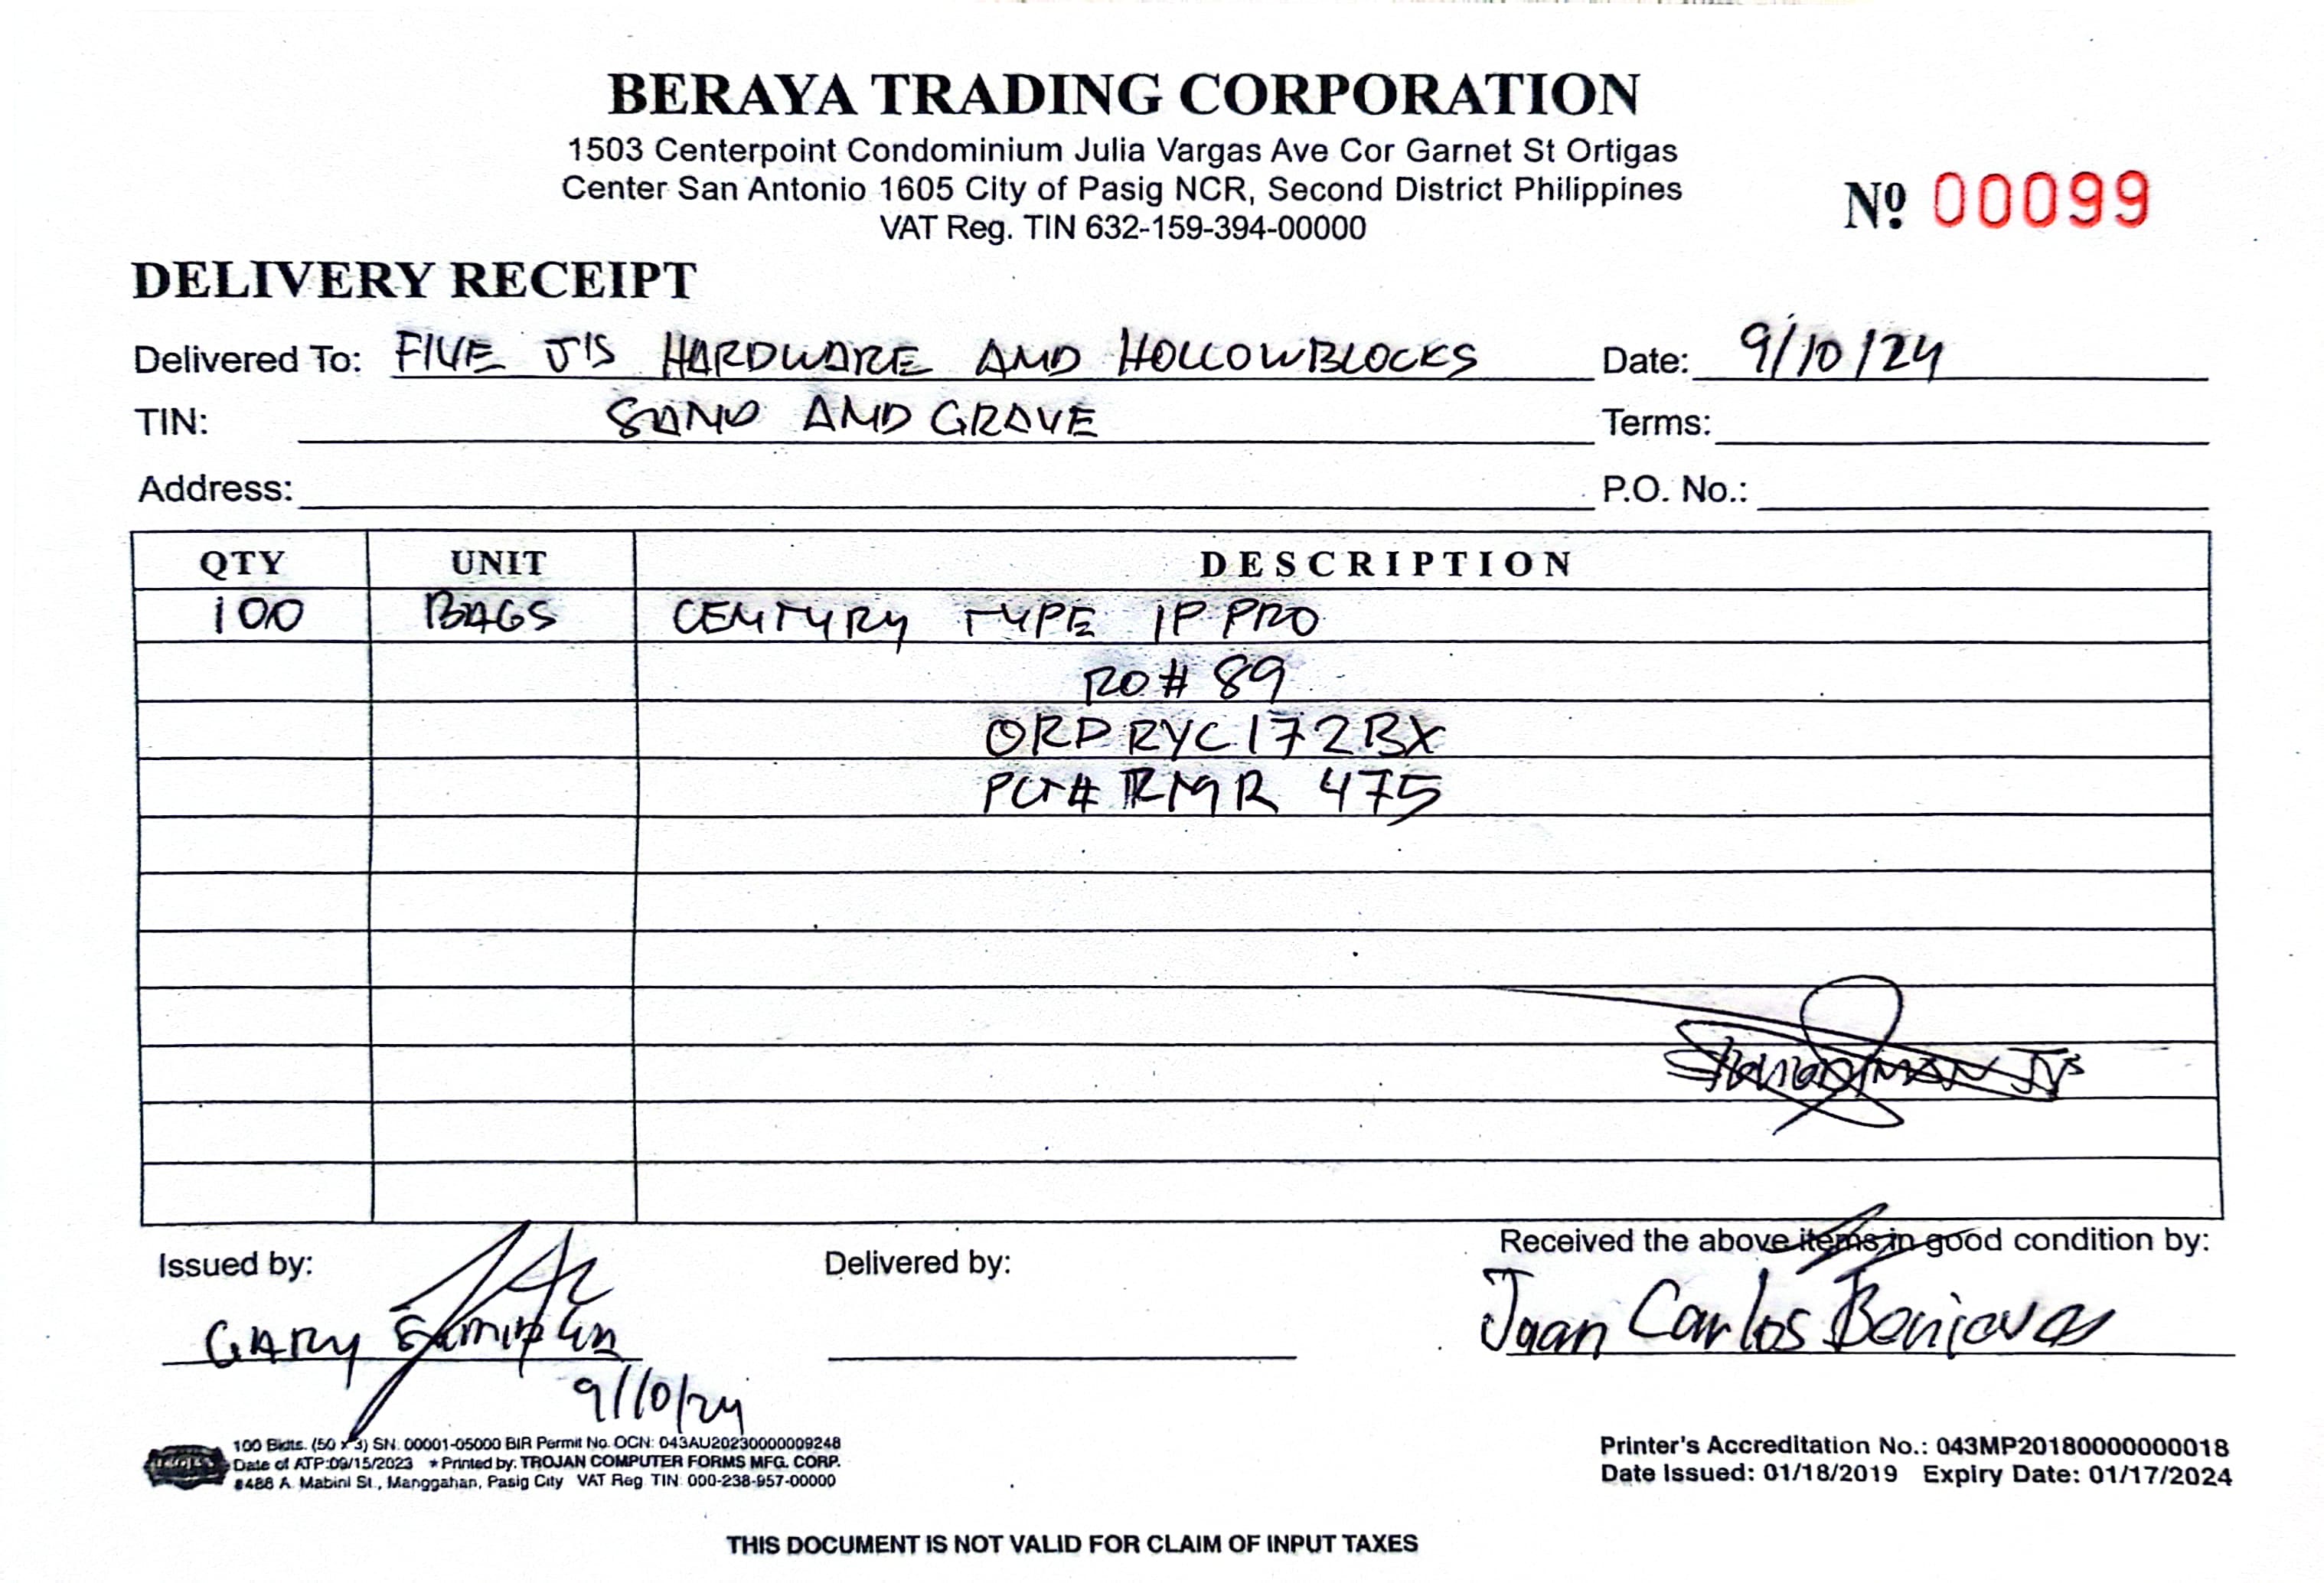 BERAYA TRADING CORPORATION
1503 Centerpoint Condominium Julia Vargas Ave Cor Garnet St Ortigas
Center San Antonio 1605 City of Pasig NCR, Second District Philippines
VAT Reg. TIN 632-159-394-00000
Nº 00099
DELIVERY RECEIPT
Delivered To: FIVE J'S HARDWARE AND HOLLOWBLOCKS Date: 9/10/24
TIN: SAND AND GRAVE Terms:
Address: P.O. No.:
QTY UNIT DESCRIPTION
100 BAGS CENTURY TYPE 1P PRO
RO# 89
ORD RYC172BX
PLT# RMR 475
Received the above items in good condition by:
Issued by: Delivered by:
GARY Juan Carlos
9/10/24
100 Bklts. (50 x 3) SN. 00001-05000 BIR Permit No. OCN: 043AU20230000009248
Date of ATP:09/15/2023 * Printed by: TROJAN COMPUTER FORMS MFG. CORP.
#488 A. Mabini St., Manggahan, Pasig City VAT Reg TIN: 000-238-957-00000
Printer's Accreditation No.: 043MP20180000000018
Date Issued: 01/18/2019 Expiry Date: 01/17/2024
THIS DOCUMENT IS NOT VALID FOR CLAIM OF INPUT TAXES